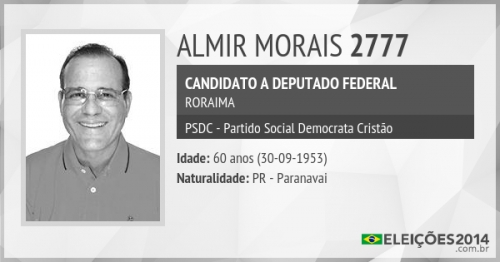 ALMIR MORAIS 2777
CANDIDATO A DEPUTADO FEDERAL
RORAIMA
PSDC - Partido Social Democrata Cristão
Idade: 60 anos (30-09-1953)
Naturalidade: PR - Paranavai
ELEIÇÕES2014
.com.br